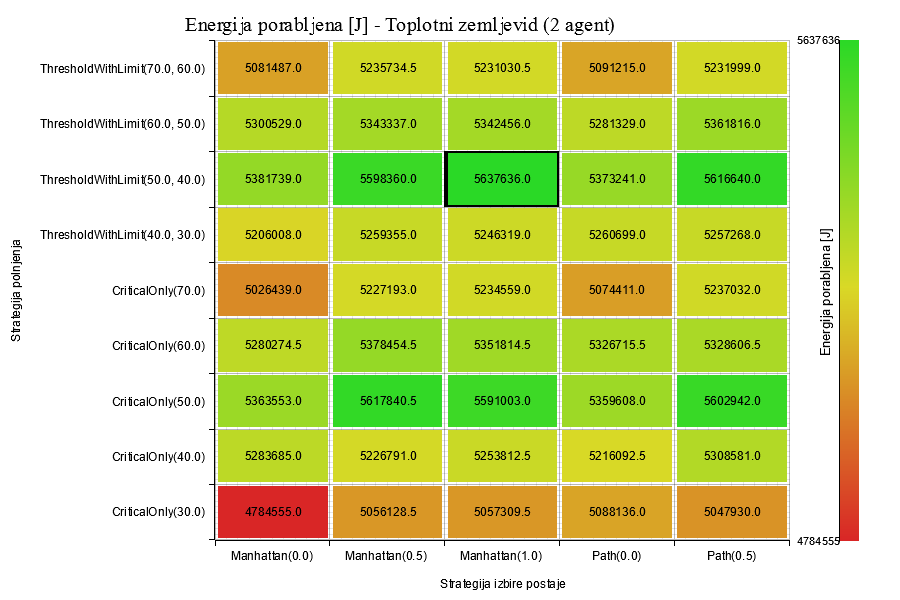 Energija porabljena [J] - Toplotni zemljevid (2 agent)
5637636
ThresholdWithLimit(70.0, 60.0) 5081487.0 5235734.5 5231030.5 5091215.0 5231999.0
ThresholdWithLimit(60.0, 50.0) 5300529.0 5343337.0 5342456.0 5281329.0 5361816.0
ThresholdWithLimit(50.0, 40.0) 5381739.0 5598360.0 5637636.0 5373241.0 5616640.0
ThresholdWithLimit(40.0, 30.0) 5206008.0 5259355.0 5246319.0 5260699.0 5257268.0
CriticalOnly(70.0) 5026439.0 5227193.0 5234559.0 5074411.0 5237032.0
CriticalOnly(60.0) 5280274.5 5378454.5 5351814.5 5326715.5 5328606.5
CriticalOnly(50.0) 5363553.0 5617840.5 5591003.0 5359608.0 5602942.0
CriticalOnly(40.0) 5283685.0 5226791.0 5253812.5 5216092.5 5308581.0
CriticalOnly(30.0) 4784555.0 5056128.5 5057309.5 5088136.0 5047930.0
4784555
Manhattan(0.0) Manhattan(0.5) Manhattan(1.0) Path(0.0) Path(0.5)
Strategija izbire postaje
Strategija polnjenja
Energija porabljena [J]